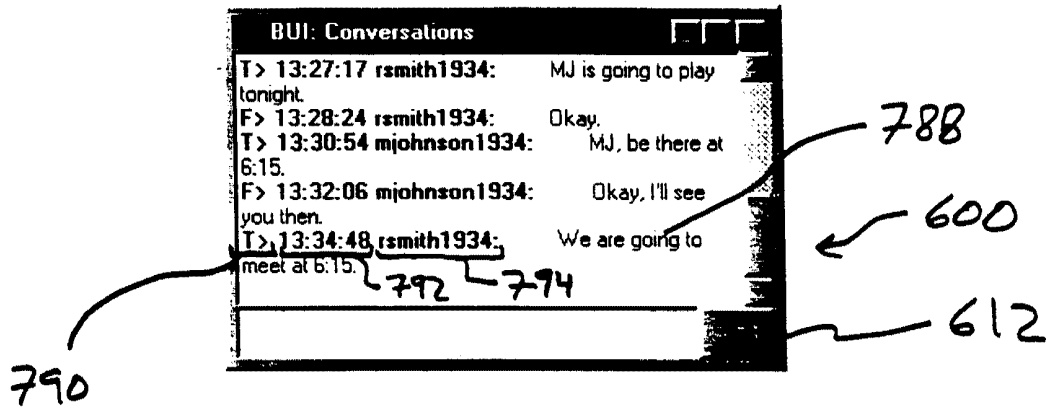 BUI: Conversations
T> 13:27:17 rsmith1934: MJ is going to play
tonight.
F> 13:28:24 rsmith1934: Okay.
T> 13:30:54 mjohnson1934: MJ, be there at
6:15.
F> 13:32:06 mjohnson1934: Okay, I'll see
you then.
T> 13:34:48 rsmith1934: We are going to
meet at 6:15.
788
600
792
794
612
790